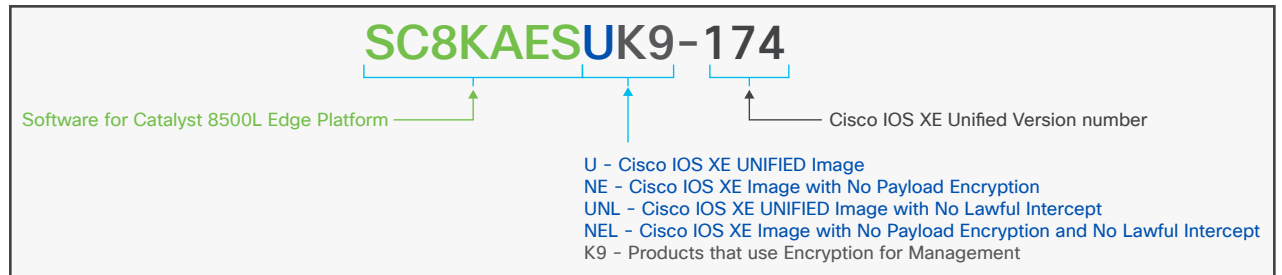 SC8KAESUK9-174
Software for Catalyst 8500L Edge Platform
Cisco IOS XE Unified Version number
U - Cisco IOS XE UNIFIED Image
NE - Cisco IOS XE Image with No Payload Encryption
UNL - Cisco IOS XE UNIFIED Image with No Lawful Intercept
NEL - Cisco IOS XE Image with No Payload Encryption and No Lawful Intercept
K9 - Products that use Encryption for Management